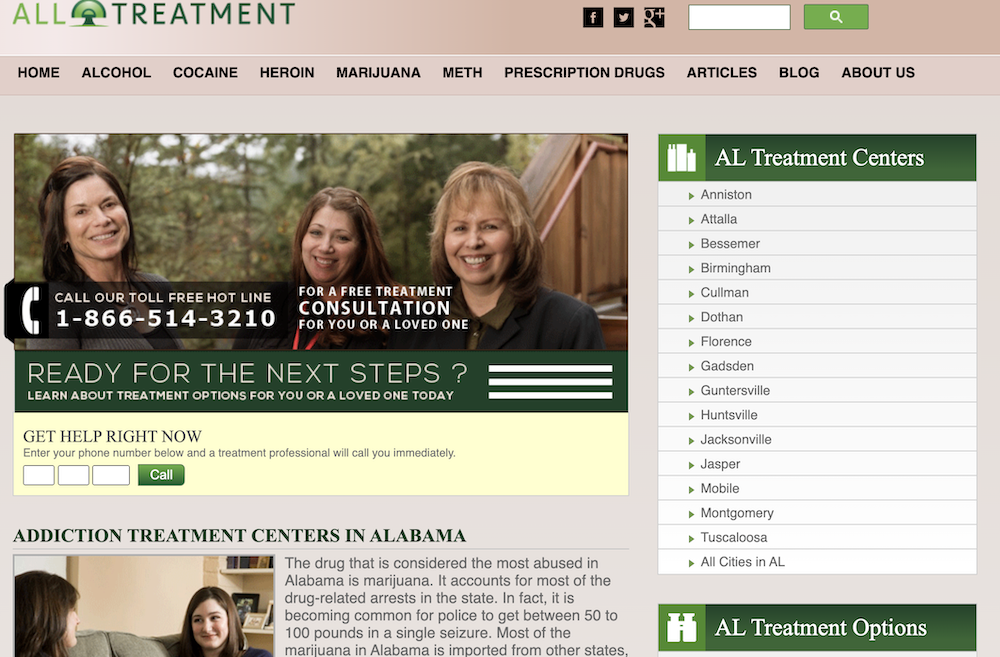 ALL TREATMENT
f g+
HOME ALCOHOL COCAINE HEROIN MARIJUANA METH PRESCRIPTION DRUGS ARTICLES BLOG ABOUT US
CALL OUR TOLL FREE HOT LINE
1-866-514-3210
FOR A FREE TREATMENT
CONSULTATION
FOR YOU OR A LOVED ONE
READY FOR THE NEXT STEPS ?
LEARN ABOUT TREATMENT OPTIONS FOR YOU OR A LOVED ONE TODAY
GET HELP RIGHT NOW
Enter your phone number below and a treatment professional will call you immediately.
Call
ADDICTION TREATMENT CENTERS IN ALABAMA
The drug that is considered the most abused in
Alabama is marijuana. It accounts for most of the
drug-related arrests in the state. In fact, it is
becoming common for police to get between 50 to
100 pounds in a single seizure. Most of the
marijuana in Alabama is imported from other states,
AL Treatment Centers
Anniston
Attalla
Bessemer
Birmingham
Cullman
Dothan
Florence
Gadsden
Guntersville
Huntsville
Jacksonville
Jasper
Mobile
Montgomery
Tuscaloosa
All Cities in AL
AL Treatment Options